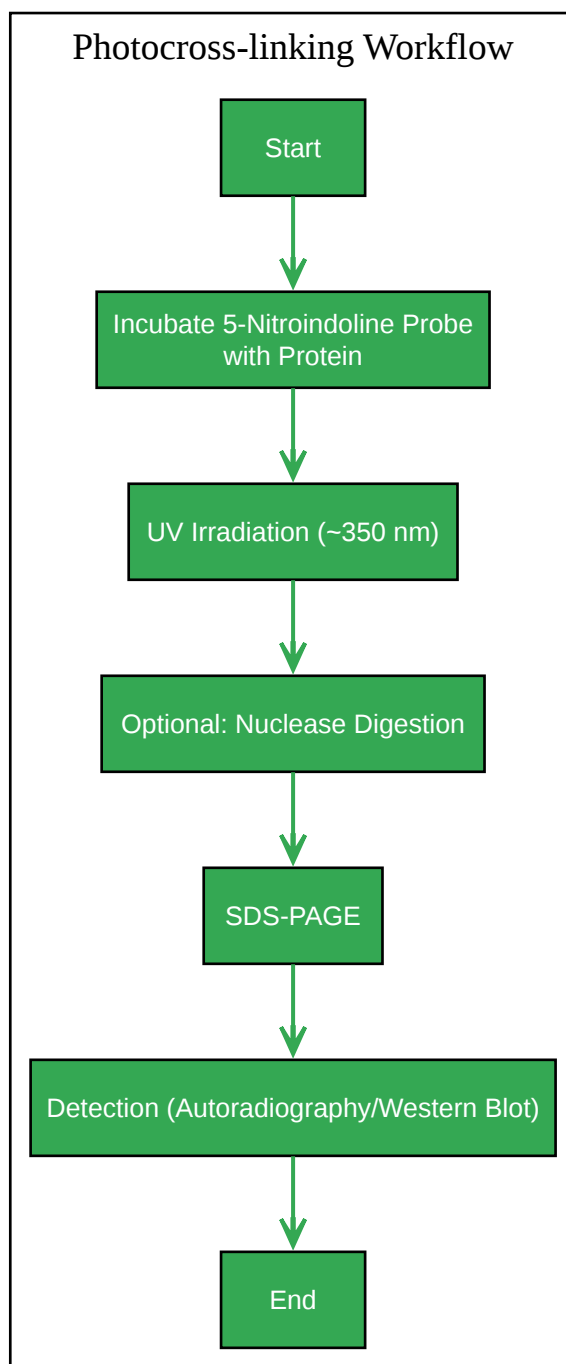 Photocross-linking Workflow
Start
Incubate 5-Nitroindoline Probe
with Protein
UV Irradiation (~350 nm)
Optional: Nuclease Digestion
SDS-PAGE
Detection (Autoradiography/Western Blot)
End